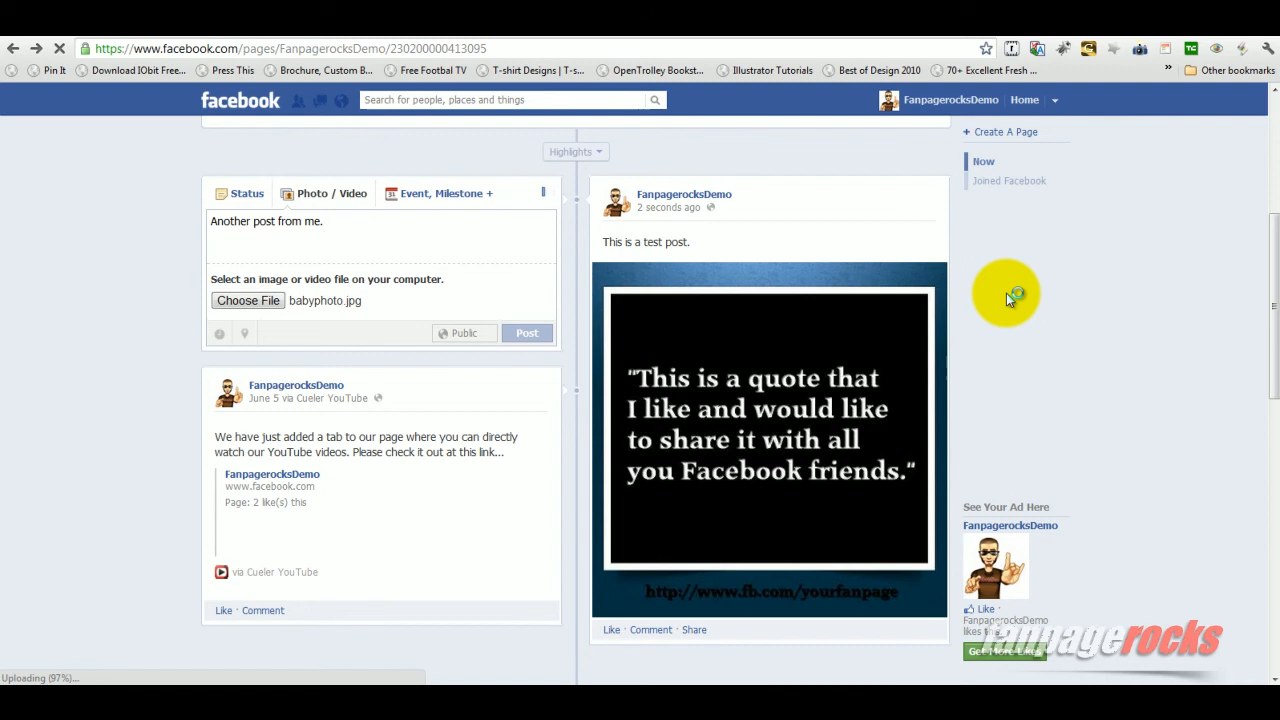 https://www.facebook.com/pages/FanpagerocksDemo/230200000413095
Pin It
Download IObit Free...
Press This
Brochure, Custom B...
Free Footbal TV
T-shirt Designs | T-s...
OpenTrolley Bookst...
Illustrator Tutorials
Best of Design 2010
70+ Excellent Fresh ...
»
Other bookmarks
facebook
Search for people, places and things
FanpagerocksDemo
Home
+ Create A Page
Highlights
Now
Joined Facebook
Status
Photo / Video
31
Event, Milestone +
Another post from me.
Select an image or video file on your computer.
Choose File babyphoto.jpg
Public
Post
FanpagerocksDemo
June 5 via Cueler YouTube
We have just added a tab to our page where you can directly
watch our YouTube videos. Please check it out at this link...
FanpagerocksDemo
www.facebook.com
Page: 2 like(s) this
via Cueler YouTube
Like · Comment
FanpagerocksDemo
2 seconds ago
This is a test post.
"This is a quote that
I like and would like
to share it with all
you Facebook friends."
http://www.fb.com/yourfanpage
Like · Comment · Share
See Your Ad Here
FanpagerocksDemo
Like ·
FanpagerocksDemo
likes
Get More Likes
fanpagerocks
Uploading (97%)...